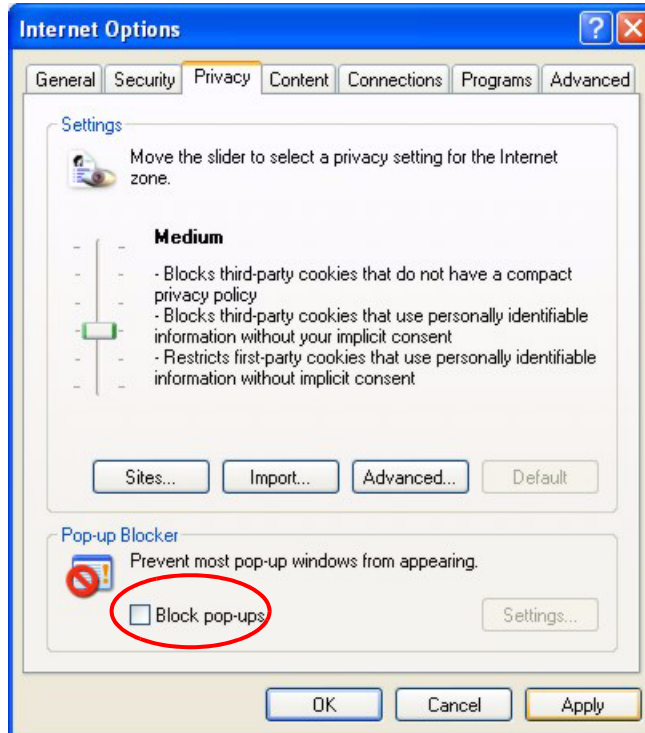 Internet Options
General Security Privacy Content Connections Programs Advanced
Settings
Move the slider to select a privacy setting for the Internet
zone.
Medium
- Blocks third-party cookies that do not have a compact
privacy policy
- Blocks third-party cookies that use personally identifiable
information without your implicit consent
- Restricts first-party cookies that use personally identifiable
information without implicit consent
Sites... Import... Advanced... Default
Pop-up Blocker
Prevent most pop-up windows from appearing.
Block pop-ups Settings...
OK Cancel Apply